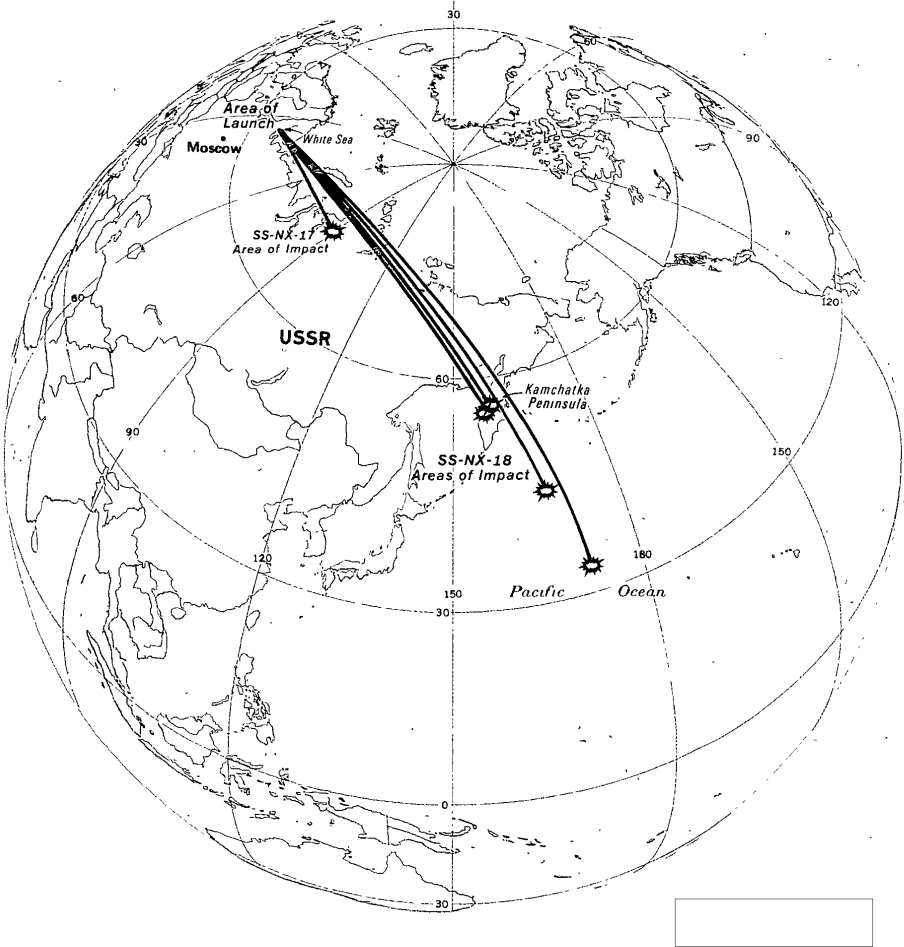 30
60
Area of
Launch
White Sea
30
Moscow
90
SS-NX-17
Area of Impact
60
120
USSR
60
Kamchatka
Peninsula
90
150
SS-NX-18
Areas of Impact
120
180
150
Pacific Ocean
30
0
30